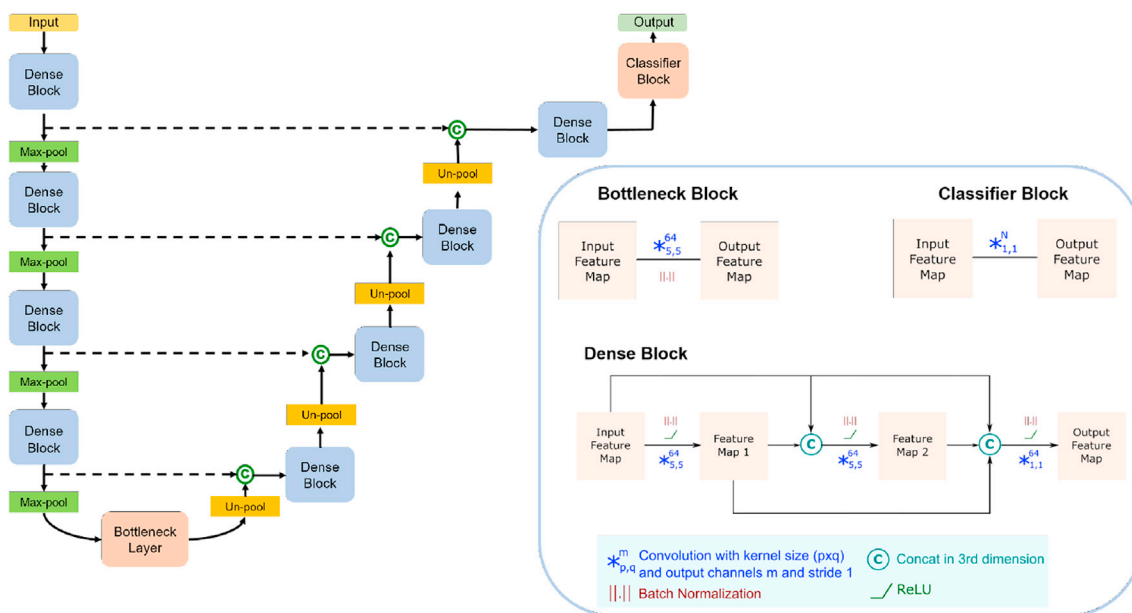 Input
Dense
Block
Max-pool
Dense
Block
Max-pool
Dense
Block
Max-pool
Dense
Block
Max-pool
Bottleneck
Layer
Un-pool
C
Dense
Block
Un-pool
C
Dense
Block
Un-pool
C
Dense
Block
Un-pool
C
Dense
Block
Classifier
Block
Output
Bottleneck Block
Input
Feature
Map
*64
5,5
||.||
Output
Feature
Map
Classifier Block
Input
Feature
Map
*N
1,1
Output
Feature
Map
Dense Block
Input
Feature
Map
||.||
*64
5,5
Feature
Map 1
C
||.||
*64
5,5
Feature
Map 2
C
||.||
*64
1,1
Output
Feature
Map
*m
p,q
Convolution with kernel size (pxq)
and output channels m and stride 1
||.|| Batch Normalization
C Concat in 3rd dimension
ReLU